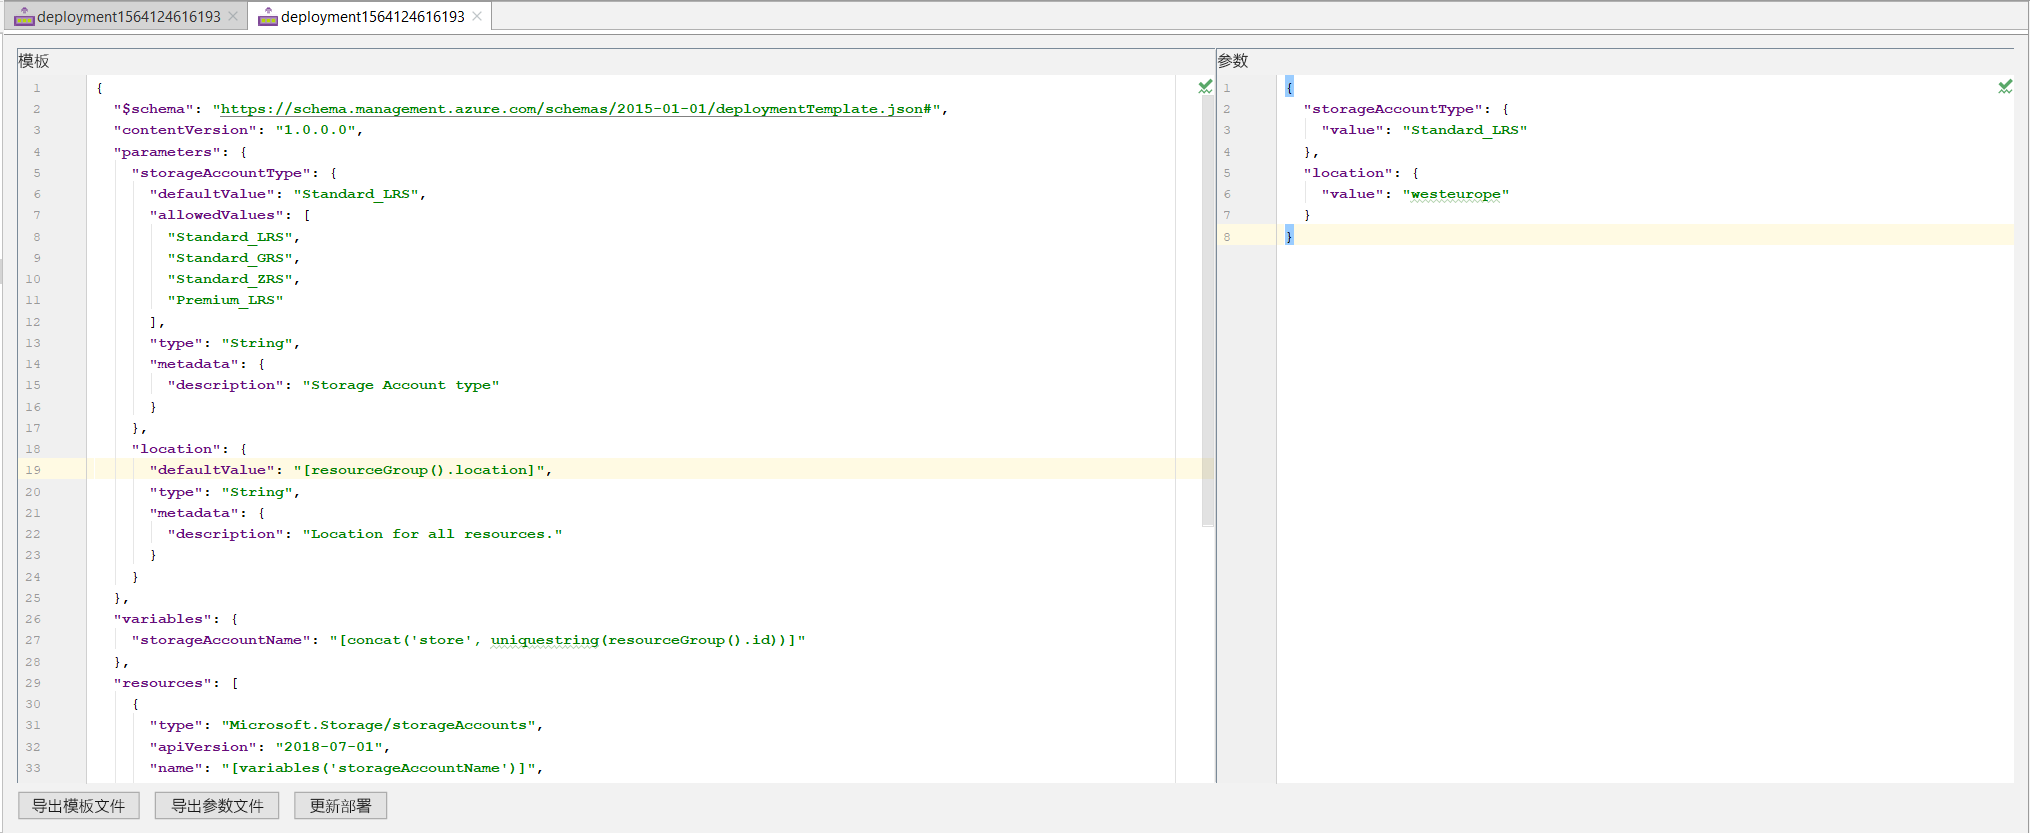 deployment1564124616193
deployment1564124616193
模板
1 {
2 "$schema": "https://schema.management.azure.com/schemas/2015-01-01/deploymentTemplate.json#",
3 "contentVersion": "1.0.0.0",
4 "parameters": {
5 "storageAccountType": {
6 "defaultValue": "Standard_LRS",
7 "allowedValues": [
8 "Standard_LRS",
9 "Standard_GRS",
10 "Standard_ZRS",
11 "Premium_LRS"
12 ],
13 "type": "String",
14 "metadata": {
15 "description": "Storage Account type"
16 }
17 },
18 "location": {
19 "defaultValue": "[resourceGroup().location]",
20 "type": "String",
21 "metadata": {
22 "description": "Location for all resources."
23 }
24 }
25 },
26 "variables": {
27 "storageAccountName": "[concat('store', uniquestring(resourceGroup().id))]"
28 },
29 "resources": [
30 {
31 "type": "Microsoft.Storage/storageAccounts",
32 "apiVersion": "2018-07-01",
33 "name": "[variables('storageAccountName')]",
参数
1 {
2 "storageAccountType": {
3 "value": "Standard_LRS"
4 },
5 "location": {
6 "value": "westeurope"
7 }
8 }
导出模板文件
导出参数文件
更新部署